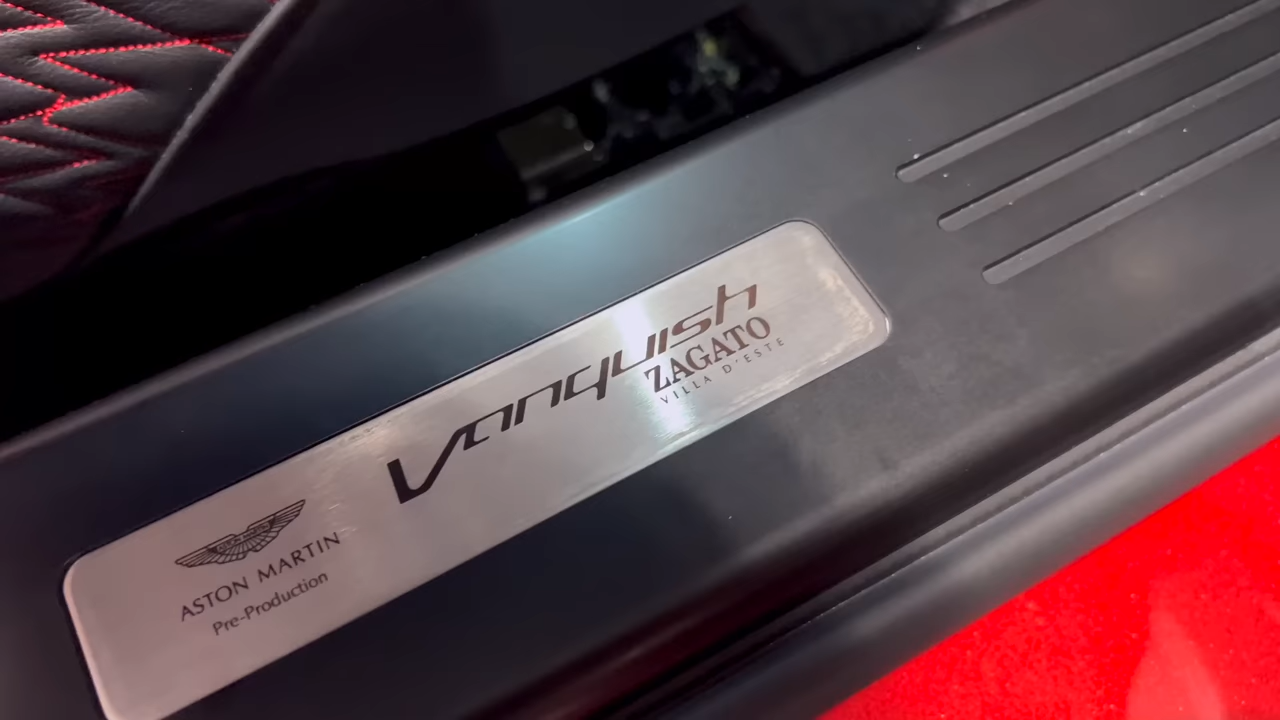 Vanquish
ZAGATO
VILLA D'ESTE
ASTON MARTIN
Pre-Production